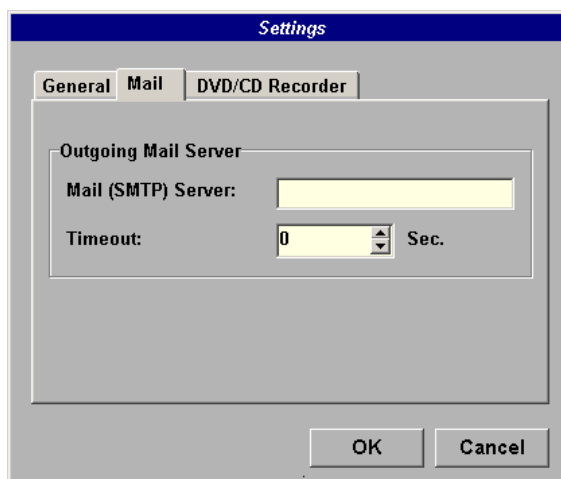 Settings
General Mail DVD/CD Recorder
Outgoing Mail Server
Mail (SMTP) Server:
Timeout: 0 Sec.
OK Cancel